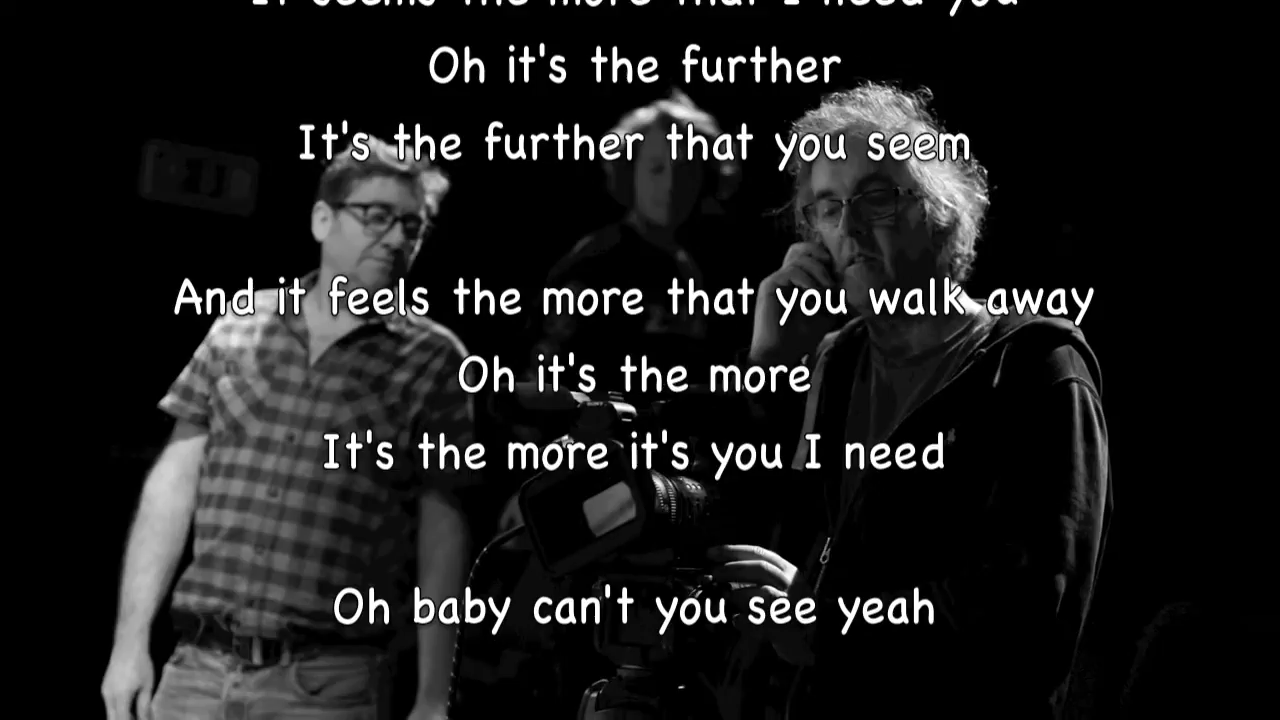 It seems the more that I need you
Oh it's the further
It's the further that you seem
And it feels the more that you walk away
Oh it's the more
It's the more it's you I need
Oh baby can't you see yeah